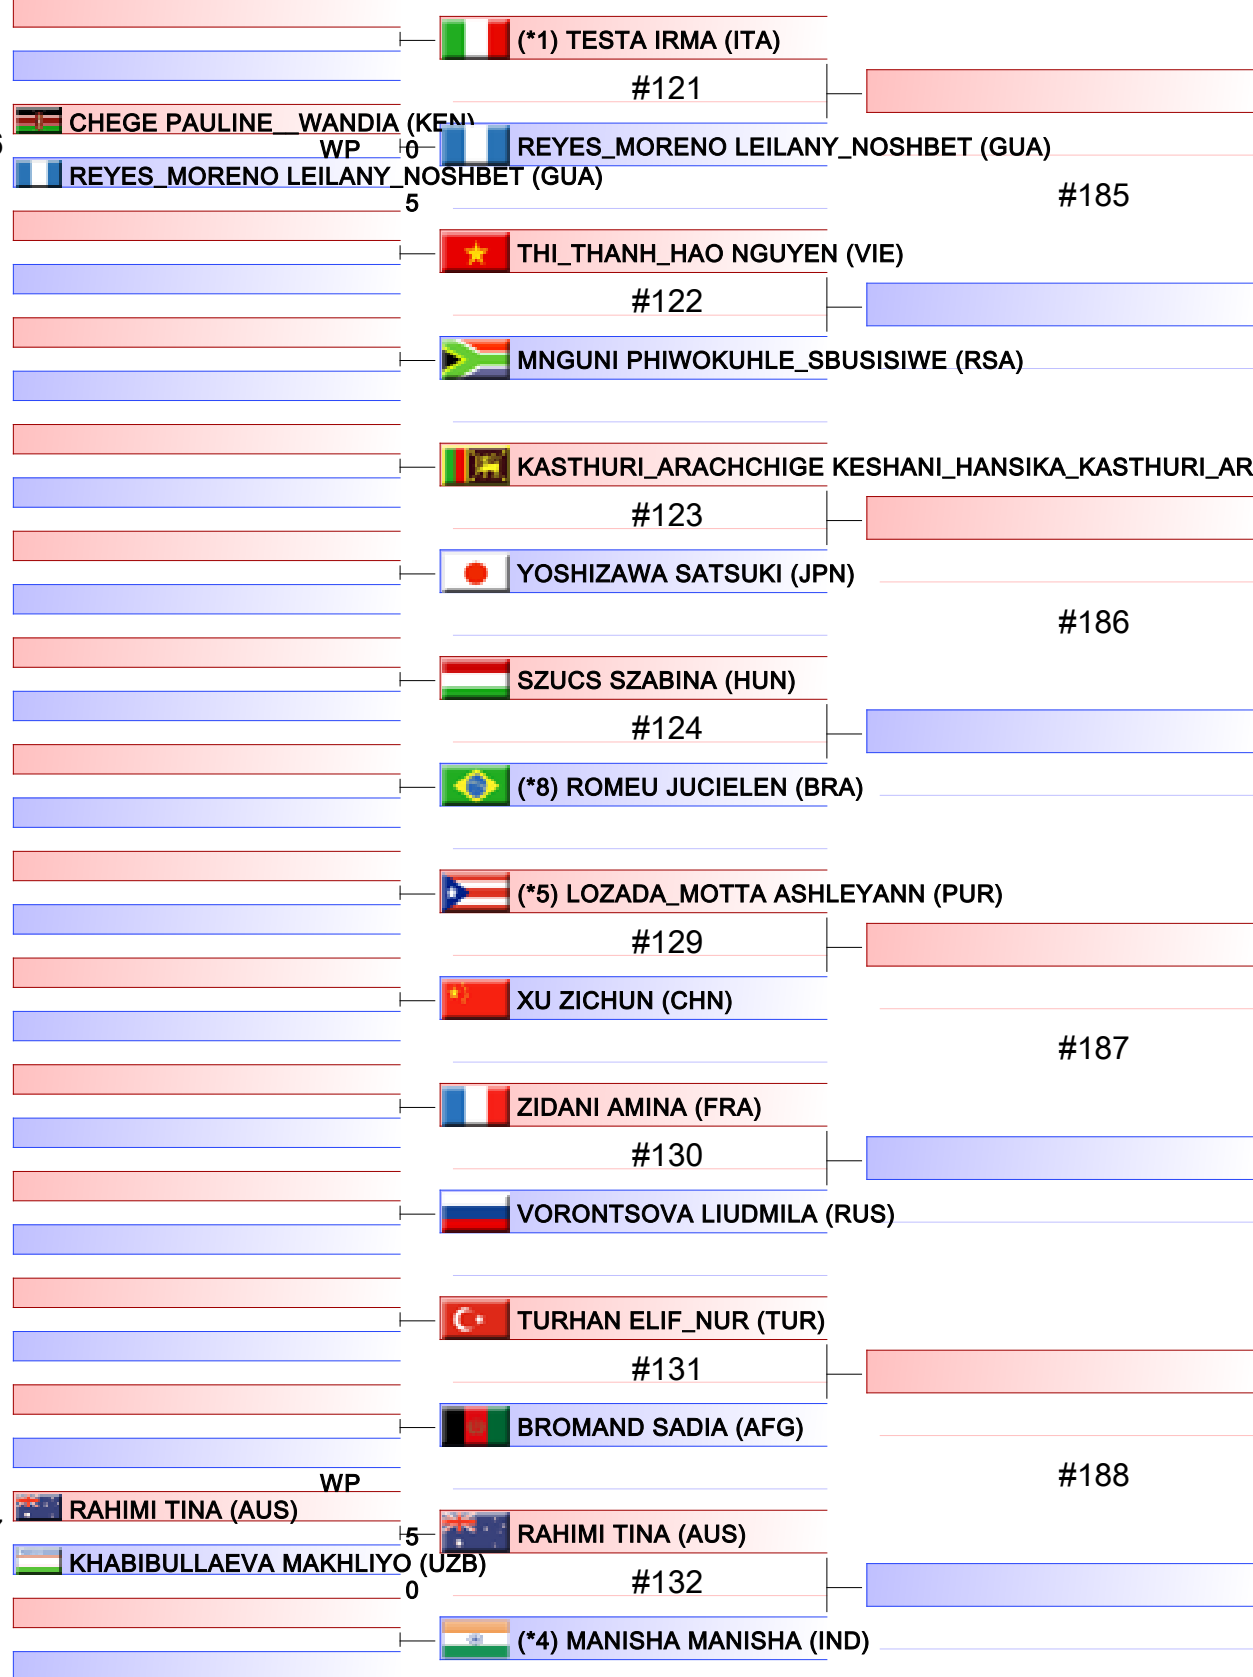 (*1) TESTA IRMA (ITA)
#121
CHEGE PAULINE__WANDIA (KEN)
WP 0
REYES_MORENO LEILANY_NOSHBET (GUA)
REYES_MORENO LEILANY_NOSHBET (GUA)
5
#185
THI_THANH_HAO NGUYEN (VIE)
#122
MNGUNI PHIWOKUHLE_SBUSISIWE (RSA)
KASTHURI_ARACHCHIGE KESHANI_HANSIKA_KASTHURI_AR
#123
YOSHIZAWA SATSUKI (JPN)
#186
SZUCS SZABINA (HUN)
#124
(*8) ROMEU JUCIELEN (BRA)
(*5) LOZADA_MOTTA ASHLEYANN (PUR)
#129
XU ZICHUN (CHN)
#187
ZIDANI AMINA (FRA)
#130
VORONTSOVA LIUDMILA (RUS)
TURHAN ELIF_NUR (TUR)
#131
BROMAND SADIA (AFG)
#188
WP
RAHIMI TINA (AUS)
5
RAHIMI TINA (AUS)
KHABIBULLAEVA MAKHLIYO (UZB)
0
#132
(*4) MANISHA MANISHA (IND)